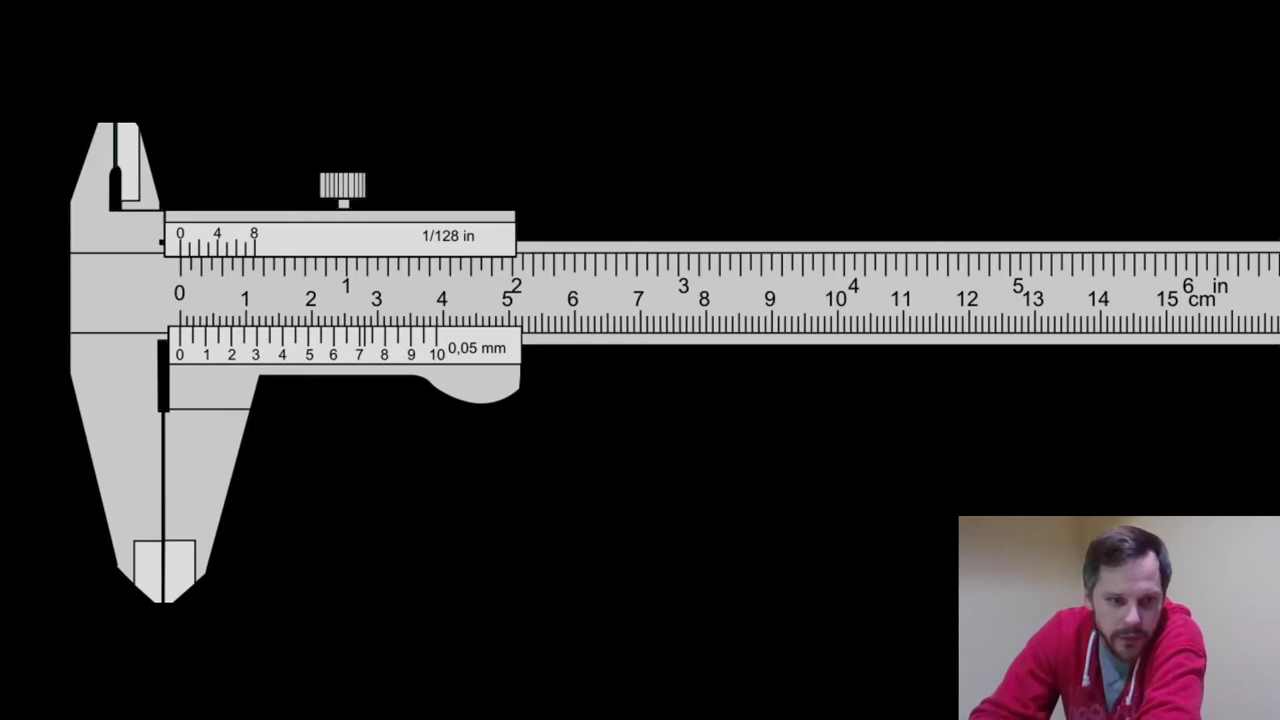 0 4 8 1/128 in
0 1 2 3 4 5 6 in
1 2 3 4 5 6 7 8 9 10 11 12 13 14 15 cm
0 1 2 3 4 5 6 7 8 9 10 0,05 mm